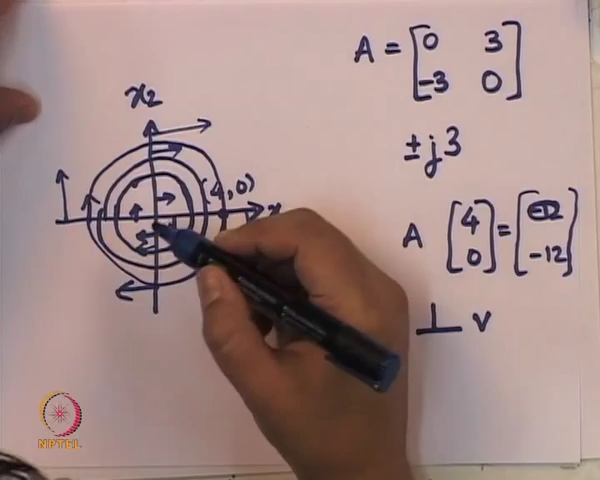 A = [0 3
-3 0]
±j3
A [4
0] = [
-12]
⊥ v
x2
(4,0)
x
NPTEL